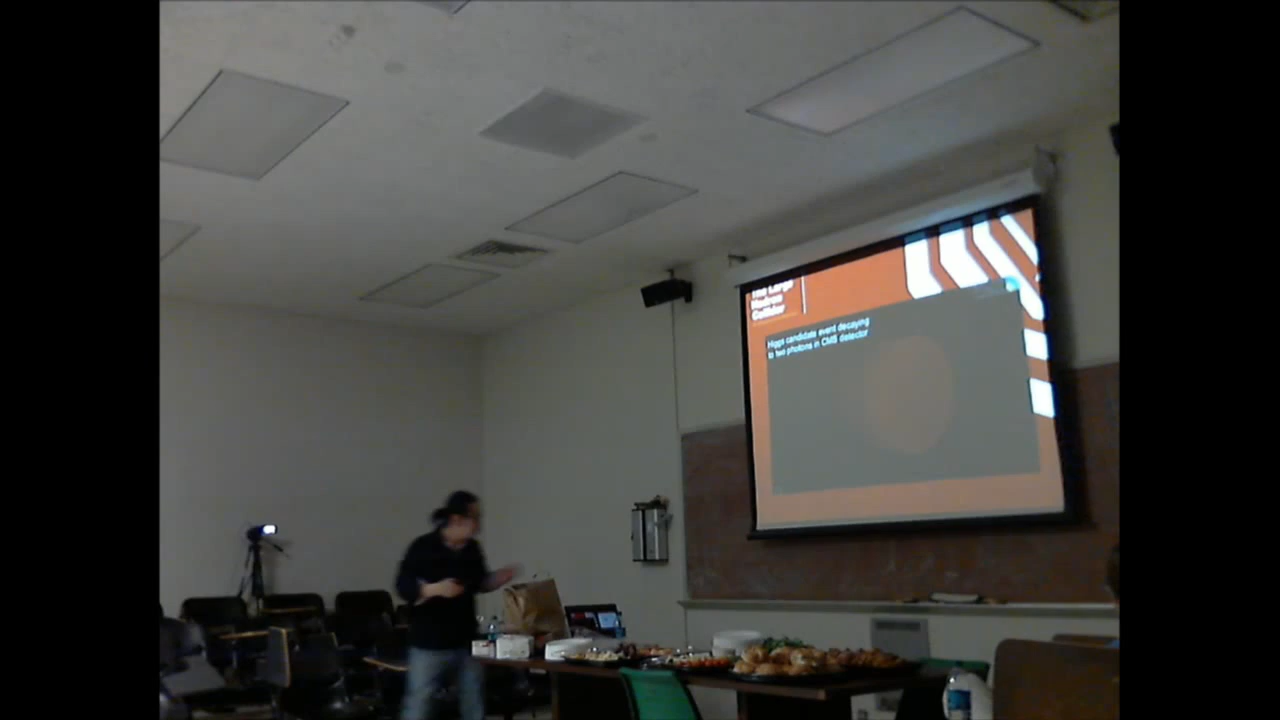 The Large
Hadron
Collider
Higgs candidate event decaying
to two photons in CMS detector